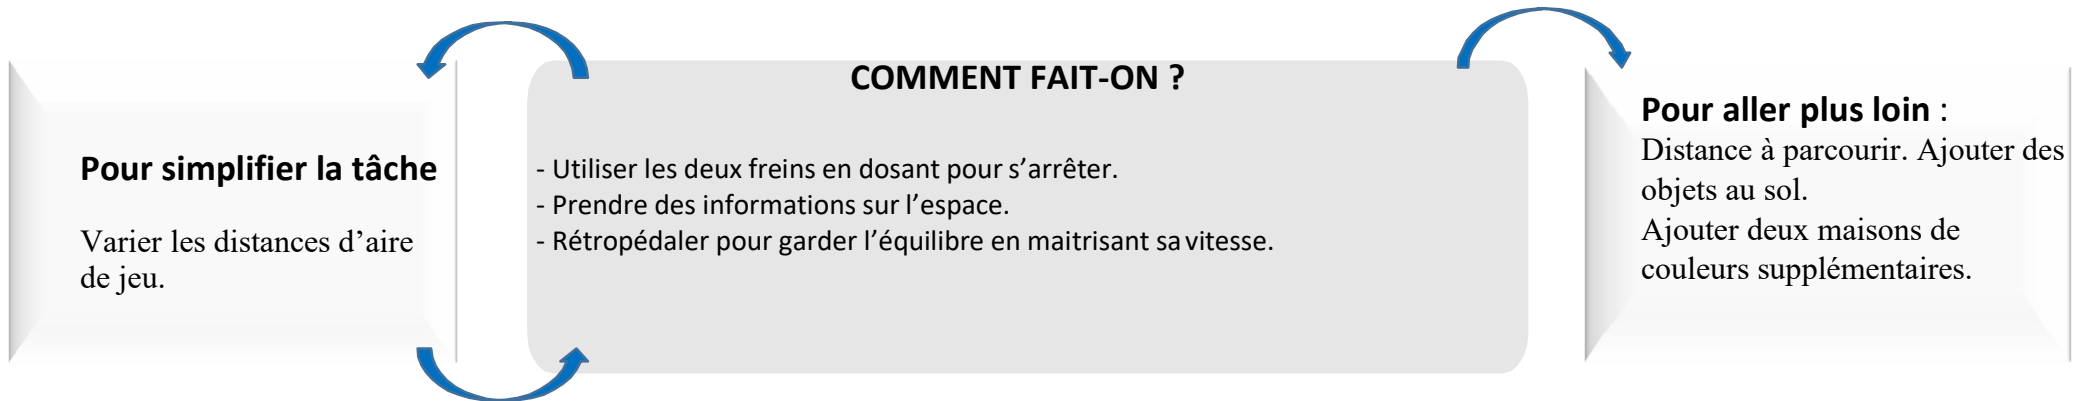 Pour simplifier la tâche
Varier les distances d’aire
de jeu.
COMMENT FAIT-ON ?
- Utiliser les deux freins en dosant pour s’arrêter.
- Prendre des informations sur l’espace.
- Rétropédaler pour garder l’équilibre en maitrisant sa vitesse.
Pour aller plus loin :
Distance à parcourir. Ajouter des
objets au sol.
Ajouter deux maisons de
couleurs supplémentaires.